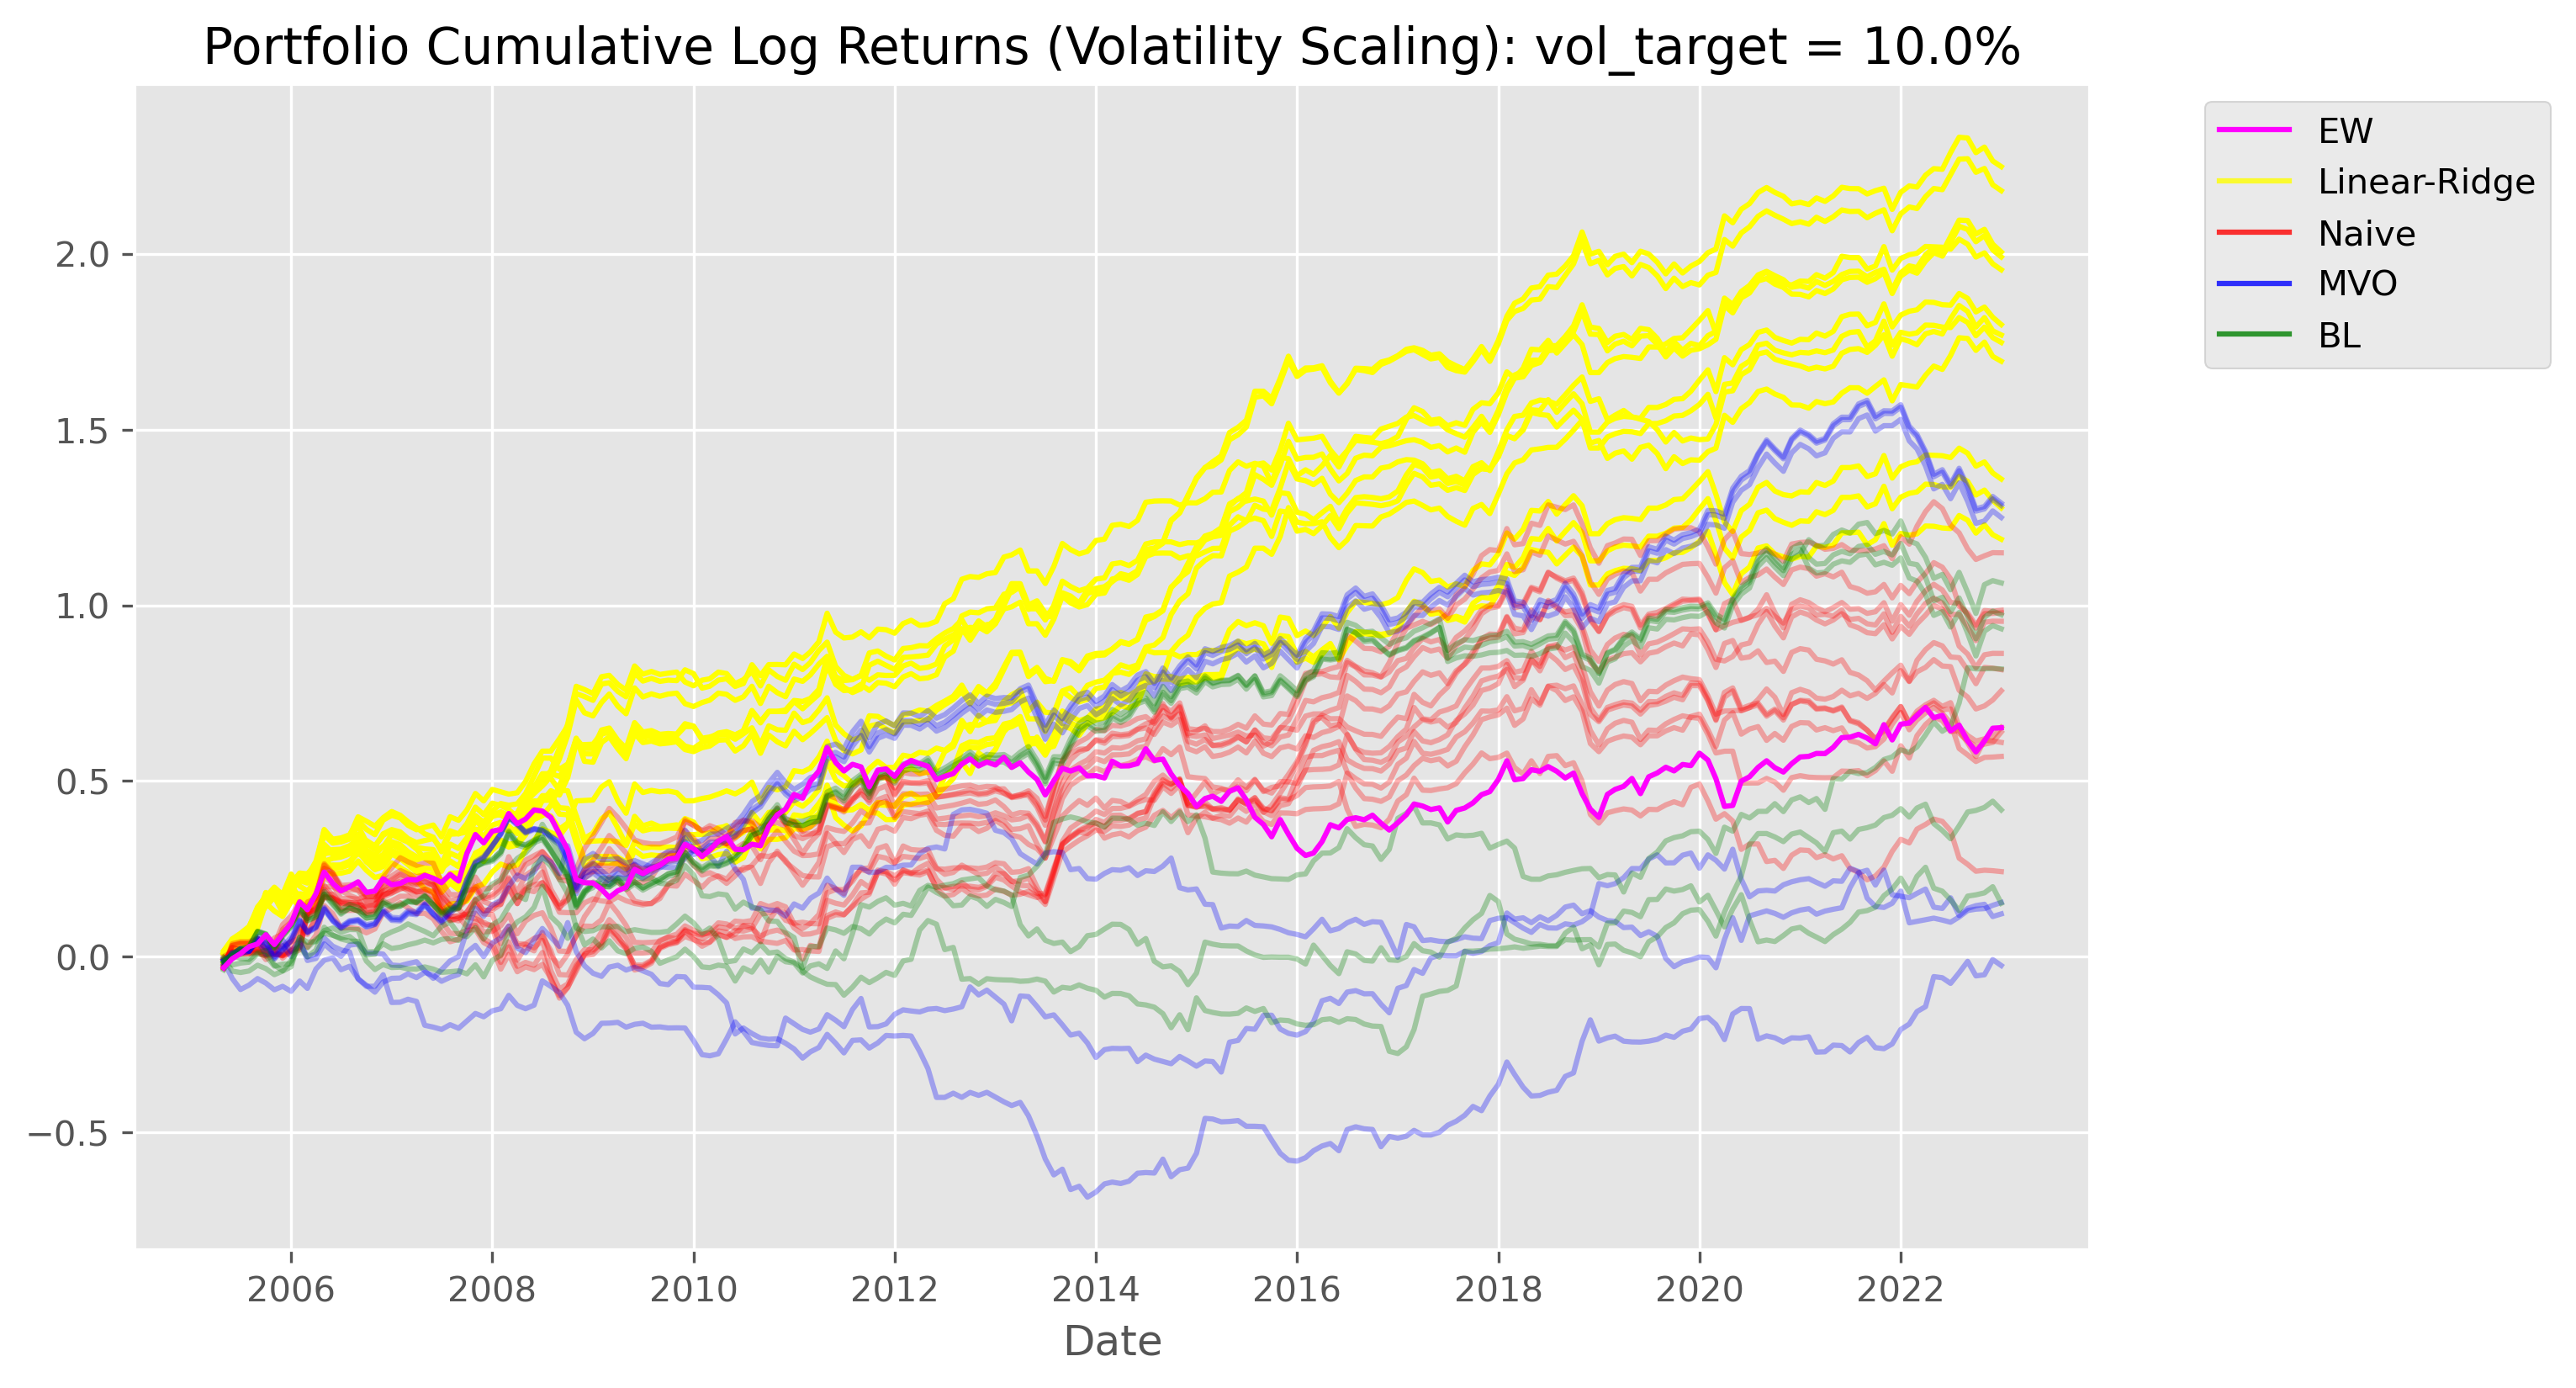 Portfolio Cumulative Log Returns (Volatility Scaling): vol_target = 10.0%
EW
Linear-Ridge
Naive
MVO
BL
2.0
1.5
1.0
0.5
0.0
−0.5
2006 2008 2010 2012 2014 2016 2018 2020 2022
Date